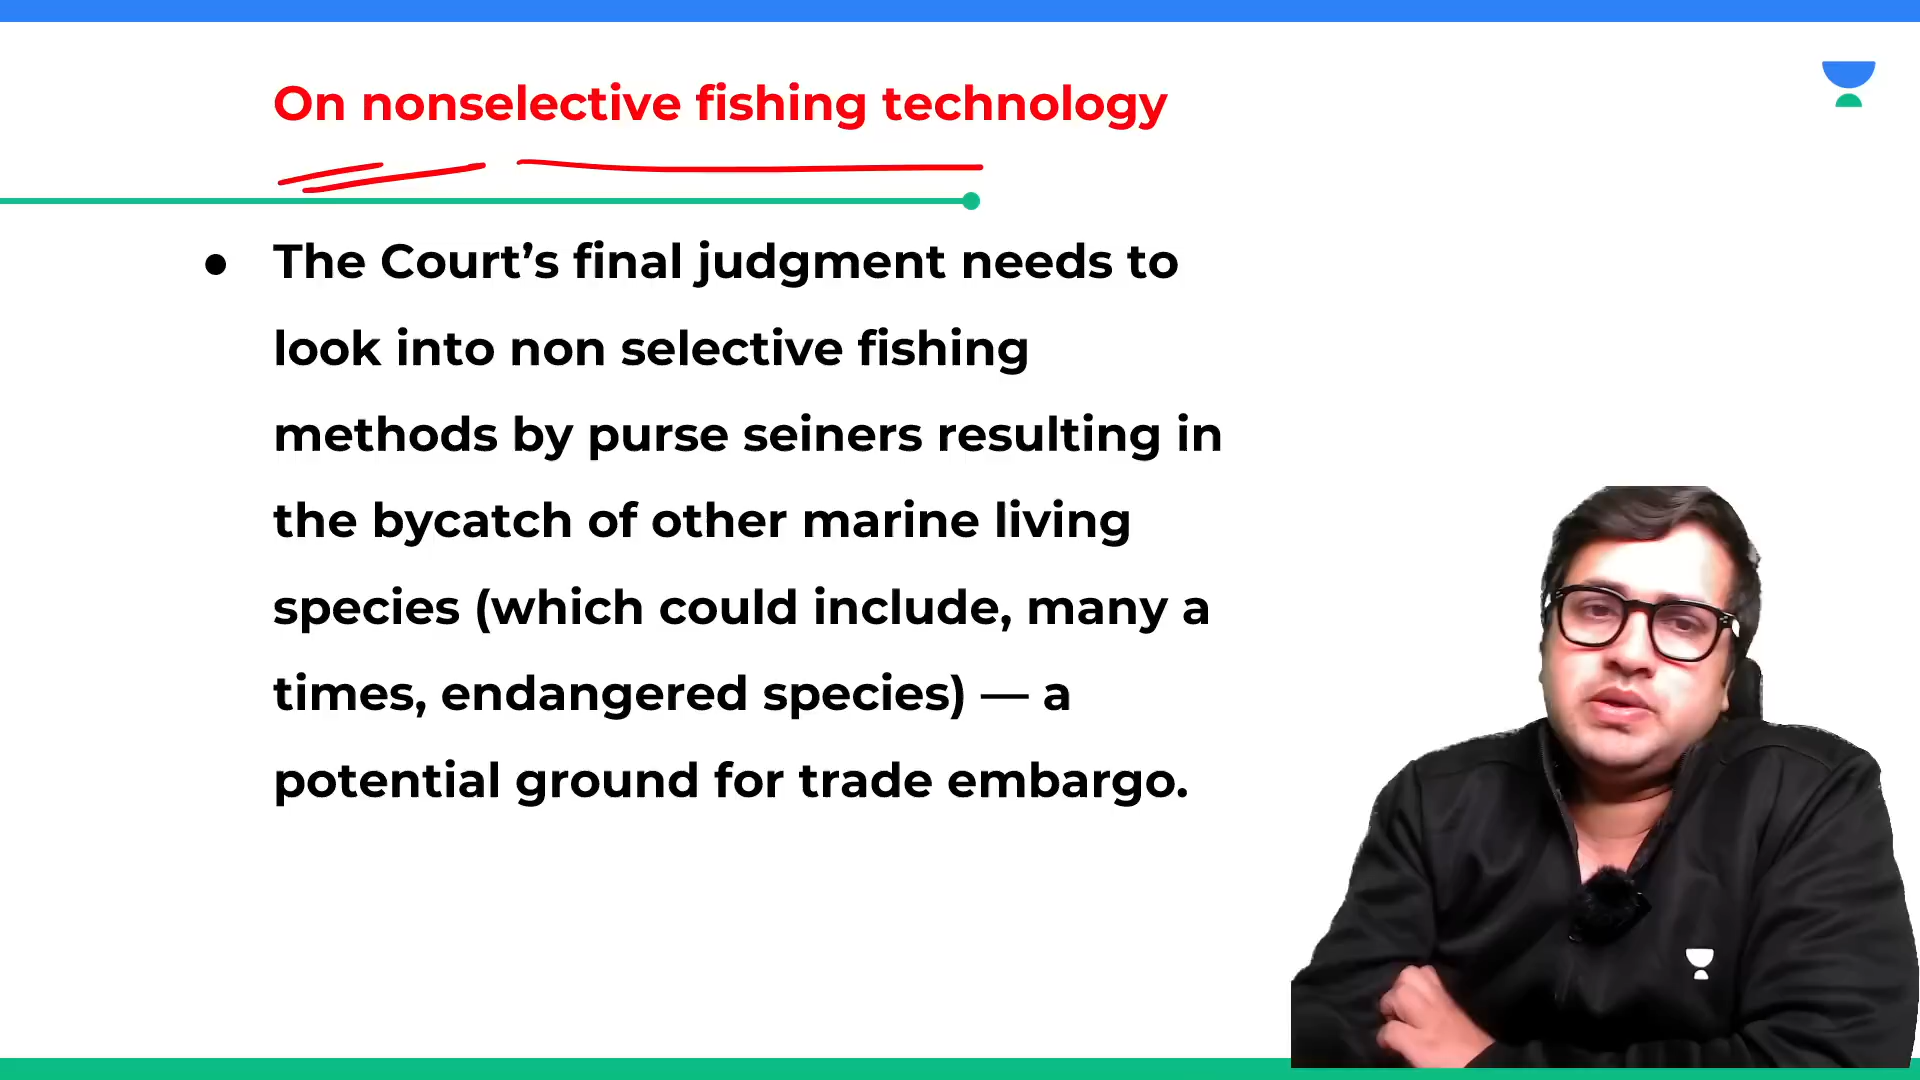 On nonselective fishing technology
● The Court’s final judgment needs to
look into non selective fishing
methods by purse seiners resulting in
the bycatch of other marine living
species (which could include, many a
times, endangered species) — a
potential ground for trade embargo.